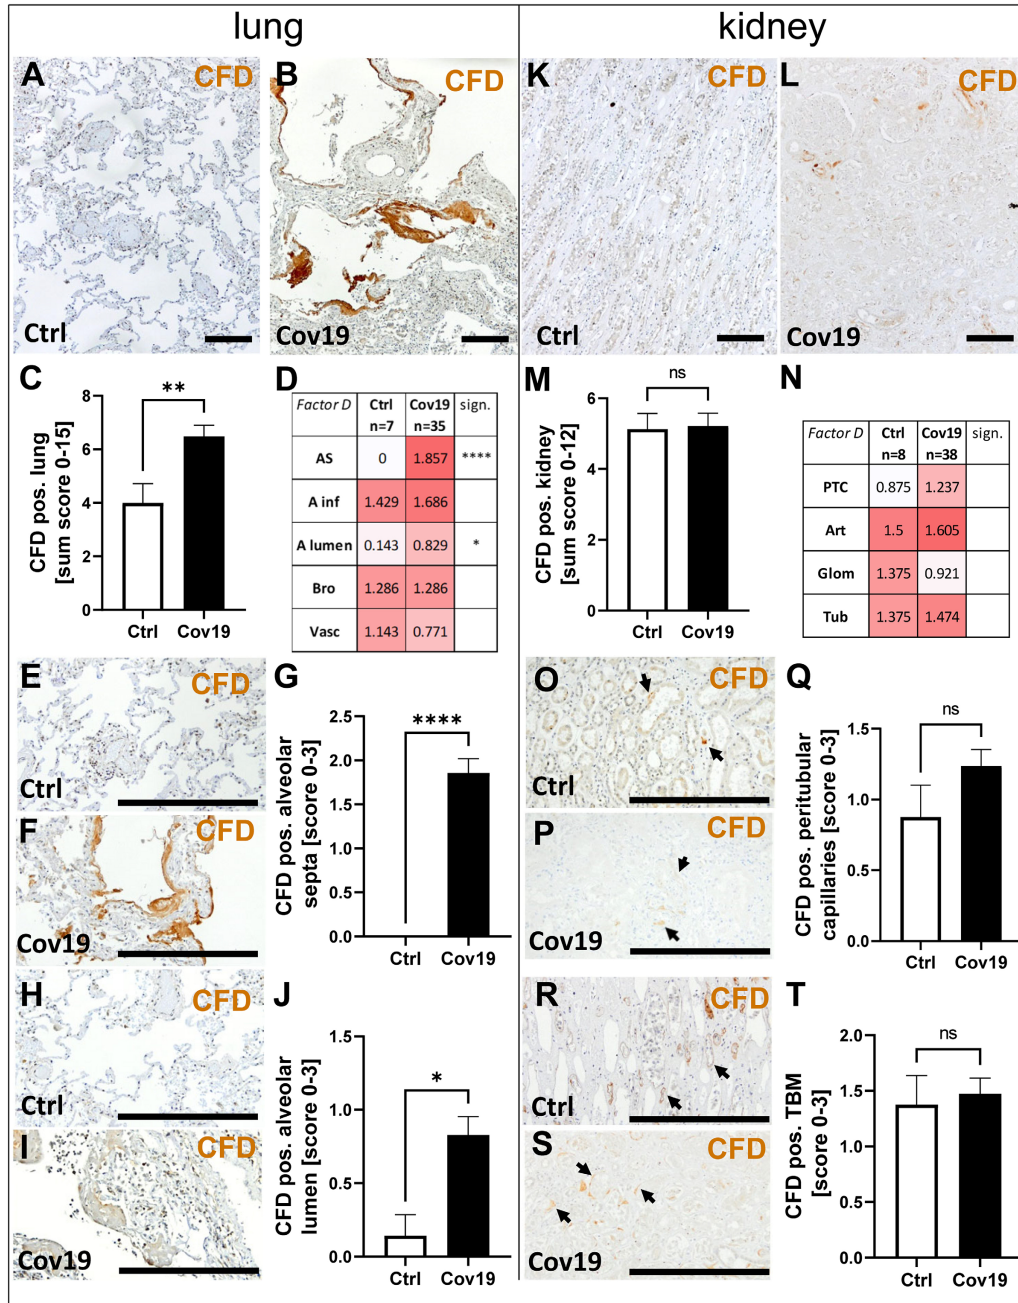 lung
kidney
A
CFD
Ctrl
B
CFD
Cov19
K
CFD
Ctrl
L
CFD
Cov19
C
CFD pos. lung
[sum score 0-15]
8
6
4
2
0
**
Ctrl Cov19
D
Factor D Ctrl n=7 Cov19 n=35 sign.
AS 0 1.857 ****
A inf 1.429 1.686
A lumen 0.143 0.829 *
Bro 1.286 1.286
Vasc 1.143 0.771
M
CFD pos. kidney
[sum score 0-12]
6
4
2
0
ns
Ctrl Cov19
N
Factor D Ctrl n=8 Cov19 n=38 sign.
PTC 0.875 1.237
Art 1.5 1.605
Glom 1.375 0.921
Tub 1.375 1.474
E
CFD
Ctrl
F
CFD
Cov19
G
CFD pos. alveolar
septa [score 0-3]
2.5
2.0
1.5
1.0
0.5
0.0
****
Ctrl Cov19
H
CFD
Ctrl
I
CFD
Cov19
J
CFD pos. alveolar
lumen [score 0-3]
1.5
1.0
0.5
0.0
*
Ctrl Cov19
O
CFD
Ctrl
P
CFD
Cov19
Q
CFD pos. peritubular
capillaries [score 0-3]
1.5
1.0
0.5
0.0
ns
Ctrl Cov19
R
CFD
Ctrl
S
CFD
Cov19
T
CFD pos. TBM
[score 0-3]
2.0
1.5
1.0
0.5
0.0
ns
Ctrl Cov19